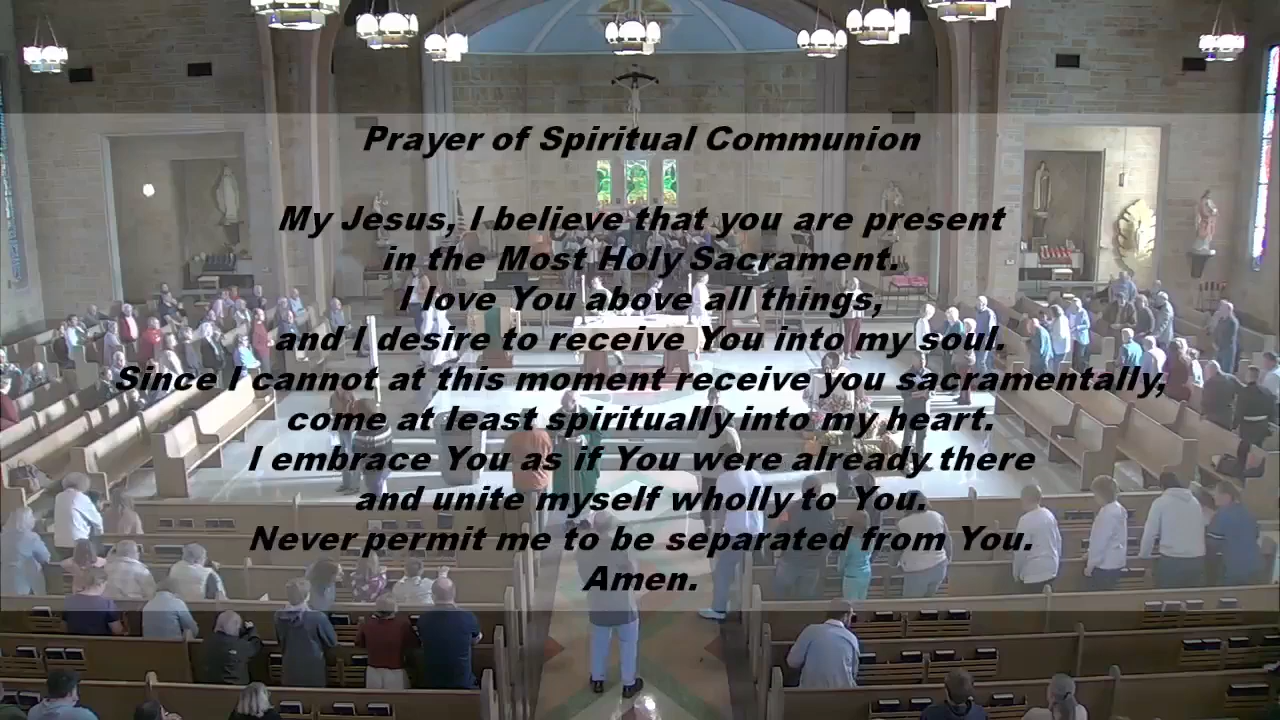 Prayer of Spiritual Communion
My Jesus, I believe that you are present
in the Most Holy Sacrament.
I love You above all things,
and I desire to receive You into my soul.
Since I cannot at this moment receive you sacramentally,
come at least spiritually into my heart.
I embrace You as if You were already there
and unite myself wholly to You.
Never permit me to be separated from You.
Amen.